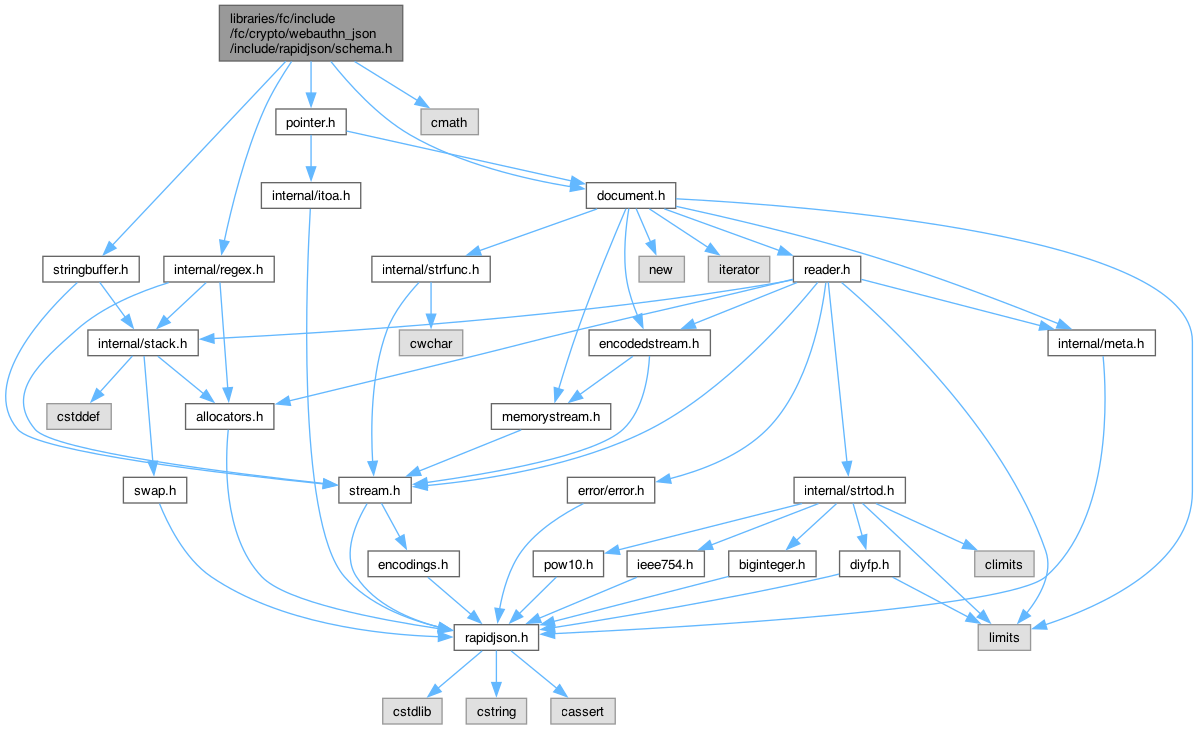 libraries/fc/include
/fc/crypto/webauthn_json
/include/rapidjson/schema.h
pointer.h
cmath
internal/itoa.h
document.h
stringbuffer.h
internal/regex.h
internal/strfunc.h
new
iterator
reader.h
internal/stack.h
cwchar
encodedstream.h
internal/meta.h
cstddef
allocators.h
memorystream.h
swap.h
stream.h
error/error.h
internal/strtod.h
encodings.h
pow10.h
ieee754.h
biginteger.h
diyfp.h
climits
rapidjson.h
limits
cstdlib
cstring
cassert